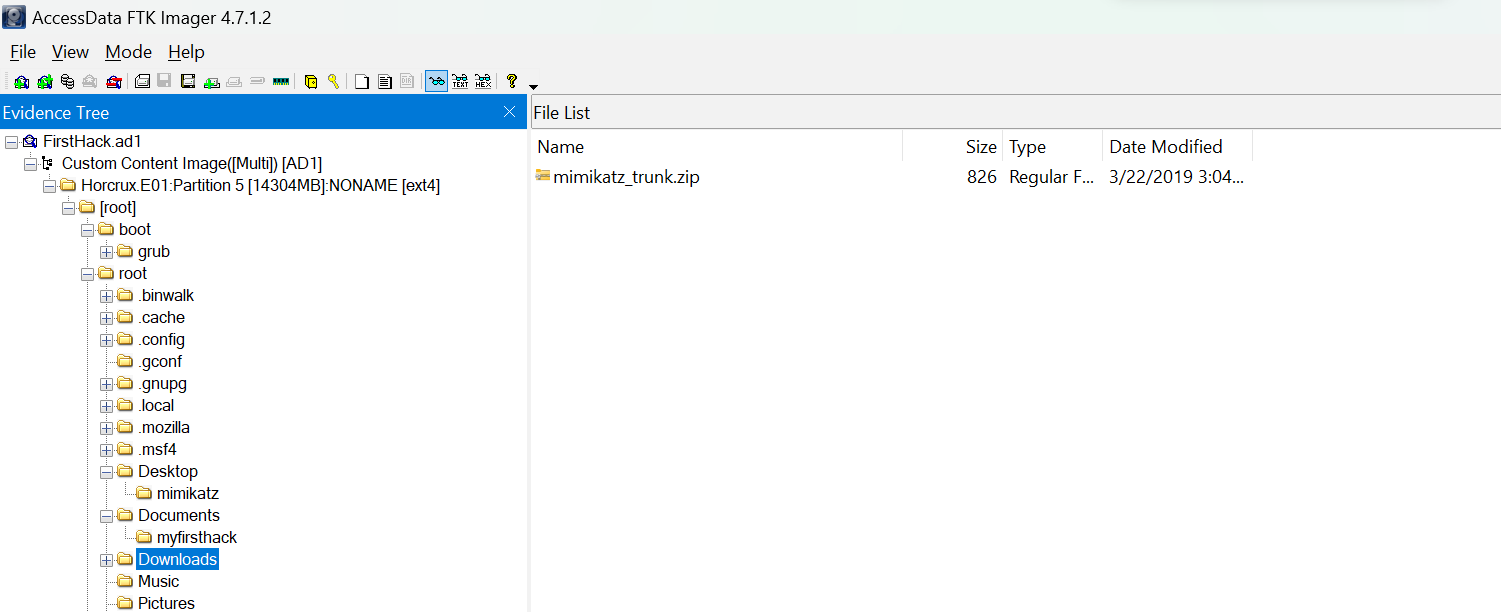 AccessData FTK Imager 4.7.1.2
File View Mode Help
TEXT HEX
Evidence Tree
FirstHack.ad1
Custom Content Image([Multi]) [AD1]
Horcrux.E01:Partition 5 [14304MB]:NONAME [ext4]
[root]
boot
grub
root
.binwalk
.cache
.config
.gconf
.gnupg
.local
.mozilla
.msf4
Desktop
mimikatz
Documents
myfirsthack
Downloads
Music
Pictures
File List
Name Size Type Date Modified
mimikatz_trunk.zip 826 Regular F... 3/22/2019 3:04...